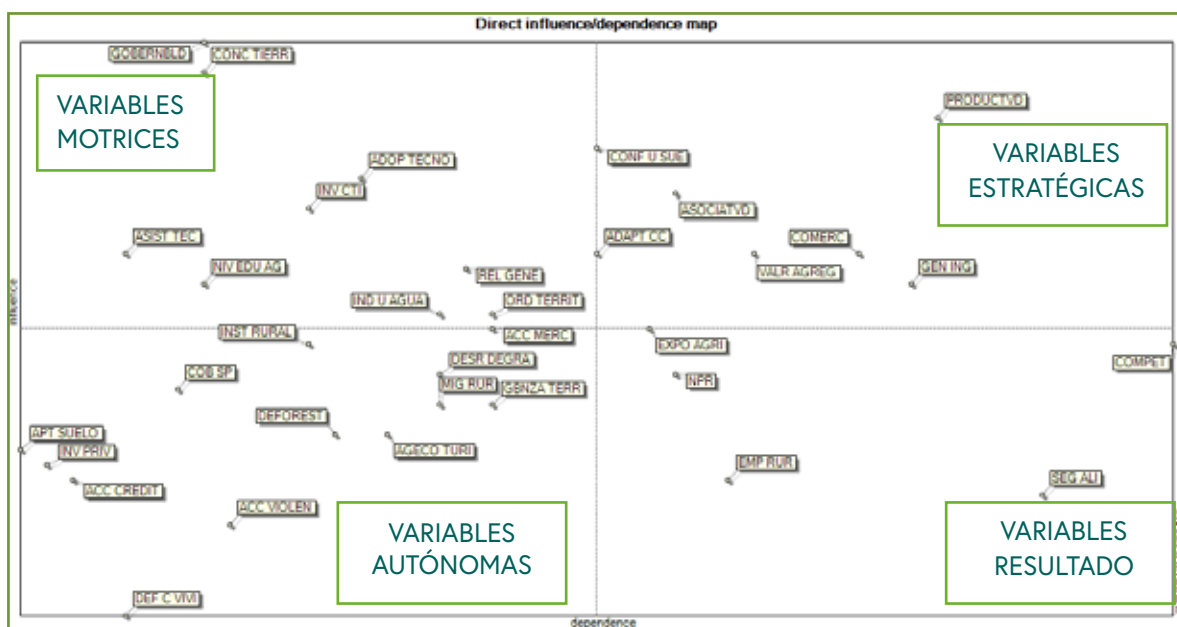 Direct influence/dependence map
GOBERNBLD
CONC TIERR
VARIABLES
MOTRICES
PRODUCTVD
VARIABLES
ESTRATÉGICAS
ADOP TECNO
CONF U SUE
INV CTI
ASOCIATVD
ASIST TEC
ADAPT CC
COMERC
NIV EDU AG
REL GENE
VALR AGREG
GEN ING
IND U AGUA
ORD TERRIT
influence
INST RURAL
ACC MERC
EXPO AGRI
DESR DEGRA
COMPET
COB SP
MIG RUR
GBNZA TERR
NPR
DEFOREST
APT SUELO
INV PRIV
AGECO TURI
ACC CREDIT
EMP RUR
SEG ALI
ACC VIOLEN
VARIABLES
AUTÓNOMAS
VARIABLES
RESULTADO
DEF C VIVI
dependence